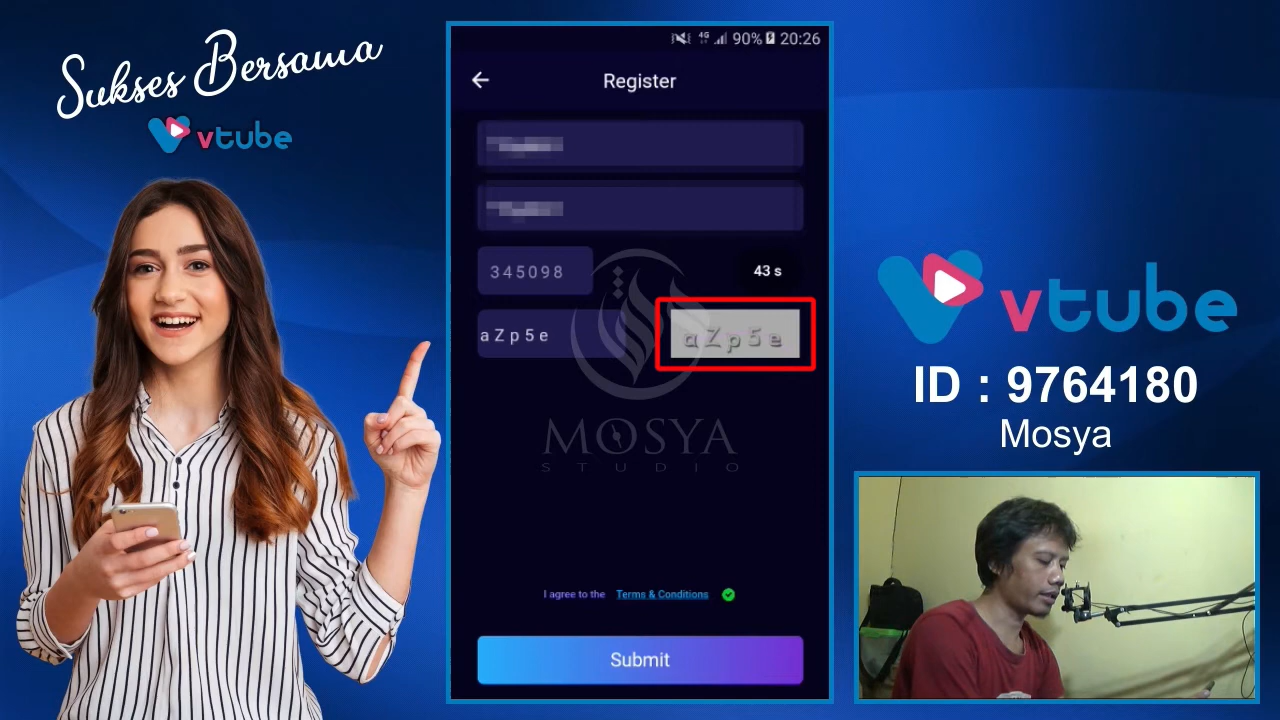 Sukses Bersama
vtube
4G 90% 20:26
Register
345098
43 s
aZp5e
aZp5e
MOSYA
STUDIO
I agree to the Terms & Conditions
Submit
vtube
ID : 9764180
Mosya